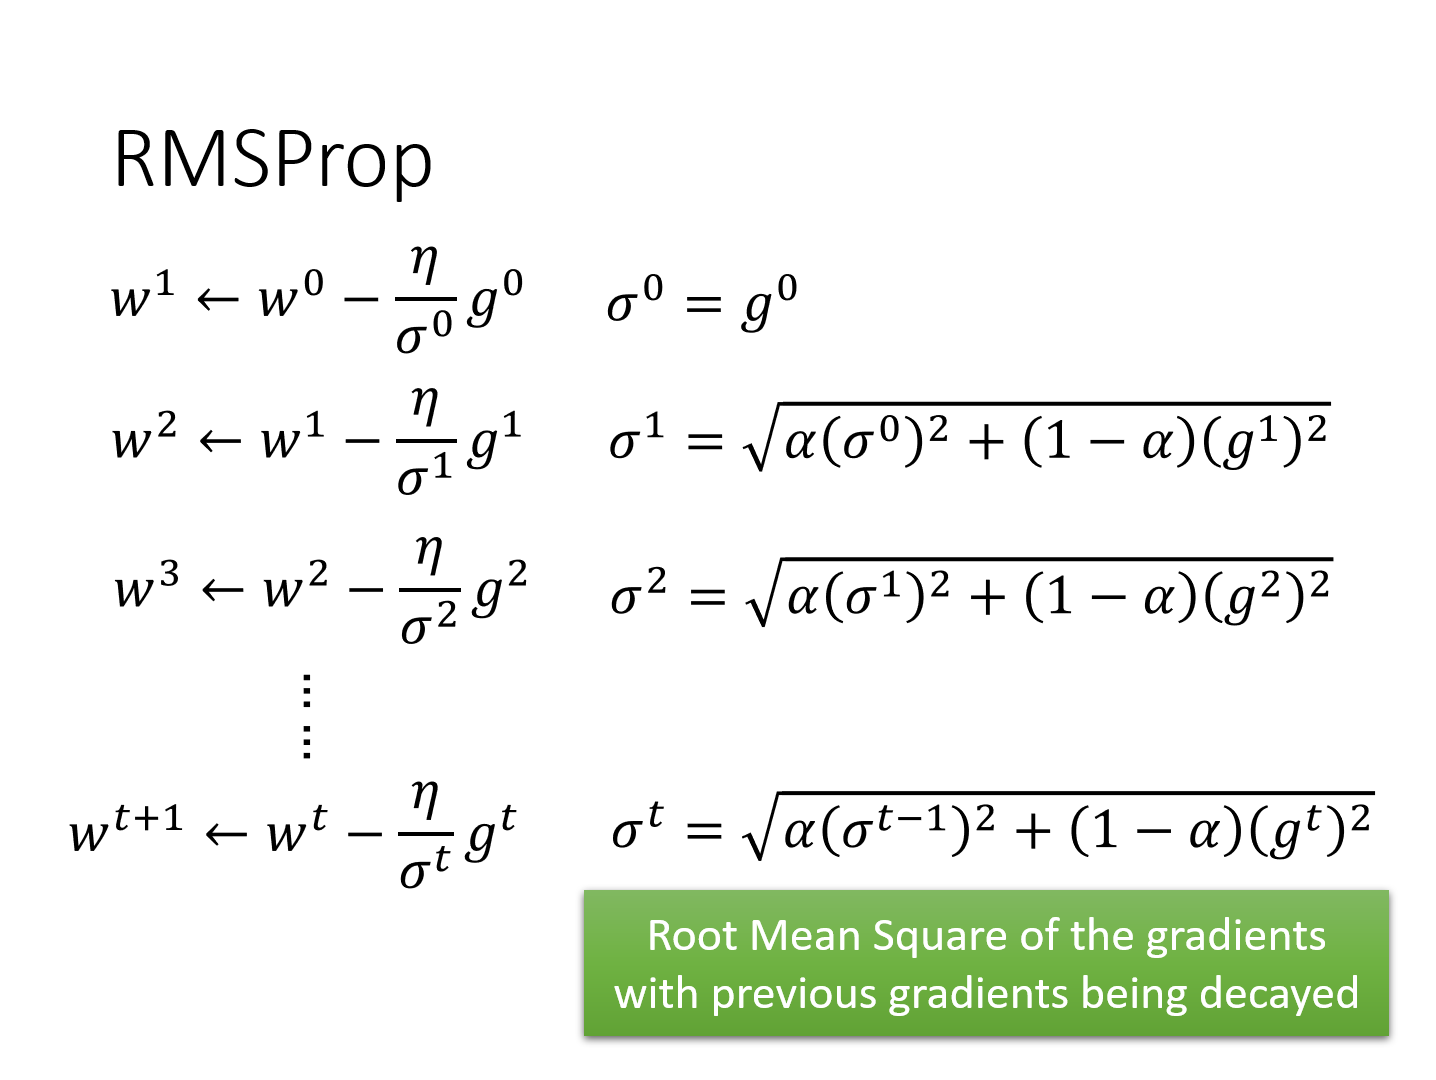 RMSProp
w¹ ← w⁰ − η/σ⁰ g⁰ σ⁰ = g⁰
w² ← w¹ − η/σ¹ g¹ σ¹ = √(α(σ⁰)² + (1 − α)(g¹)²)
w³ ← w² − η/σ² g² σ² = √(α(σ¹)² + (1 − α)(g²)²)
⋮
⋮
wᵗ⁺¹ ← wᵗ − η/σᵗ gᵗ σᵗ = √(α(σᵗ⁻¹)² + (1 − α)(gᵗ)²)
Root Mean Square of the gradients
with previous gradients being decayed